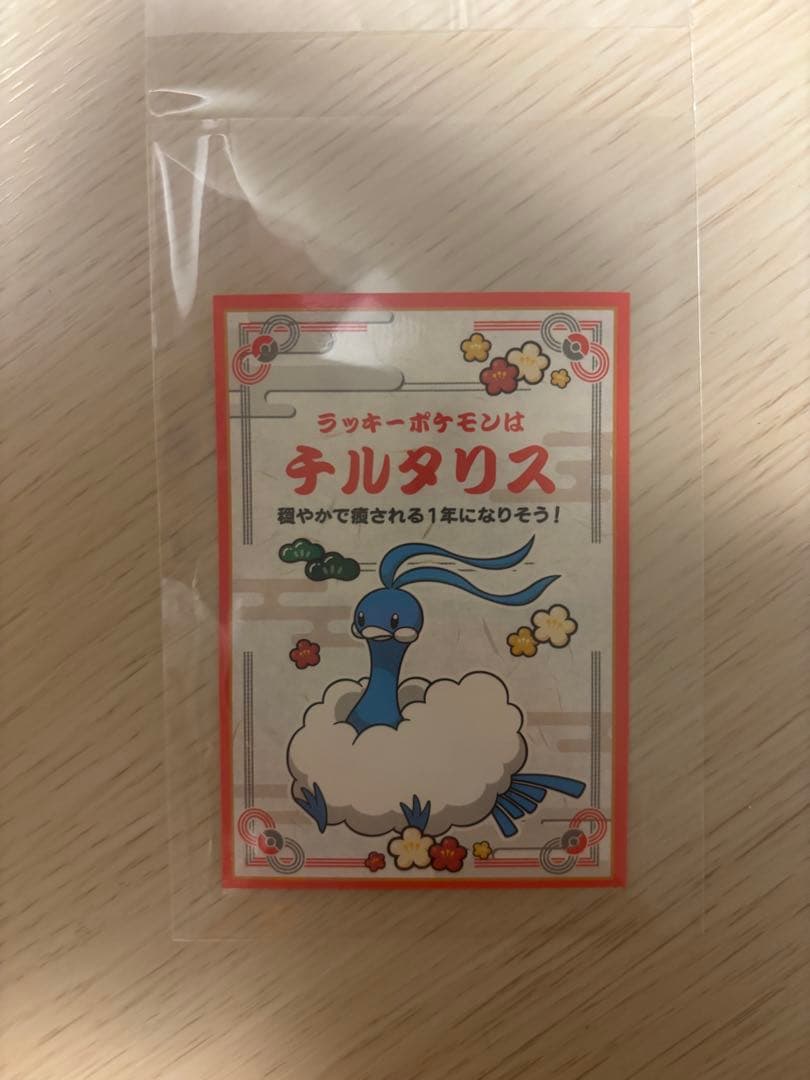 ラッキーポケモンは
チルタリス
穏やかで癒される1年になりそう!